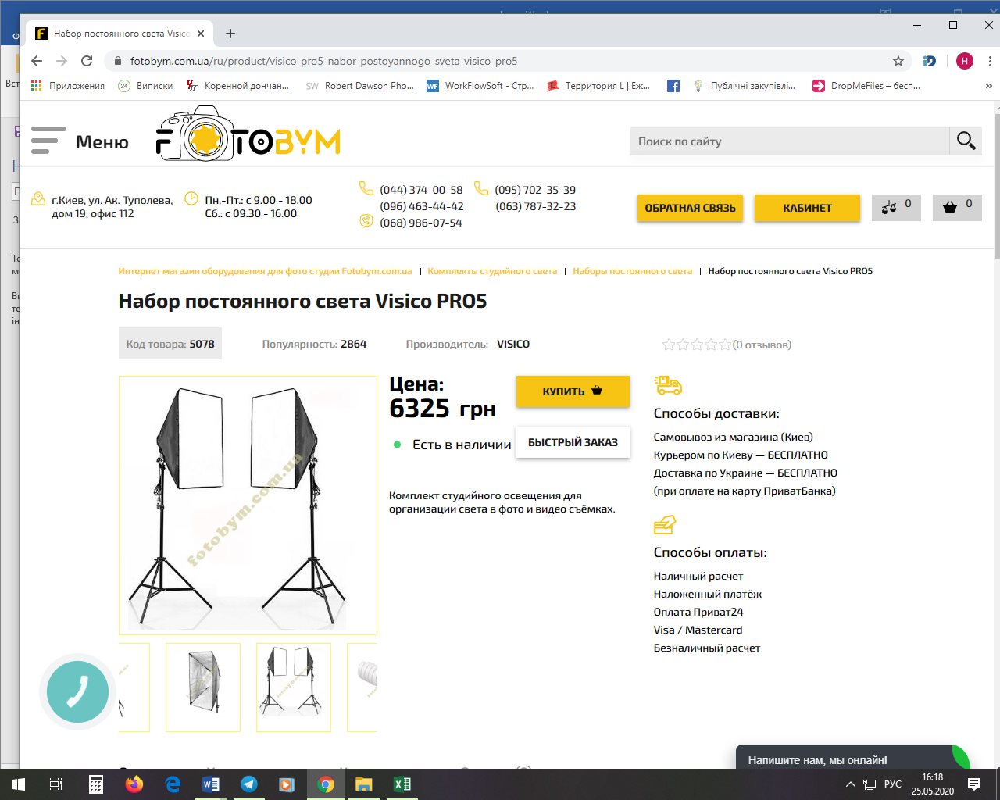 Набор постоянного света Visico
fotobym.com.ua/ru/product/visico-pro5-nabor-postoyannogo-sveta-visico-pro5
H
Приложения
24
Виписки
Коренной дончан...
SW
Robert Dawson Pho...
WF
WorkFlowSoft - Стр...
Территория L | Еж...
Публічні закупівлі...
DropMeFiles – бесп...
»
Меню
FOTOBYM
Поиск по сайту
г.Киев, ул. Ак. Туполева,
дом 19, офис 112
Пн.-Пт.: с 9.00 - 18.00
Сб.: с 09.30 - 16.00
(044) 374-00-58
(096) 463-44-42
(068) 986-07-54
(095) 702-35-39
(063) 787-32-23
ОБРАТНАЯ СВЯЗЬ
КАБИНЕТ
0
0
Интернет магазин оборудования для фото студии Fotobym.com.ua | Комплекты студийного света | Наборы постоянного света | Набор постоянного света Visico PRO5
Набор постоянного света Visico PRO5
Код товара: 5078
Популярность: 2864
Производитель: VISICO
(0 отзывов)
fotobym.com.ua
Цена:
6325 грн
КУПИТЬ
Есть в наличии
БЫСТРЫЙ ЗАКАЗ
Комплект студийного освещения для
организации света в фото и видео съёмках.
Способы доставки:
Самовывоз из магазина (Киев)
Курьером по Киеву — БЕСПЛАТНО
Доставка по Украине — БЕСПЛАТНО
(при оплате на карту ПриватБанка)
Способы оплаты:
Наличный расчет
Наложенный платёж
Оплата Приват24
Visa / Mastercard
Безналичный расчет
Напишите нам, мы онлайн!
РУС
16:18
25.05.2020